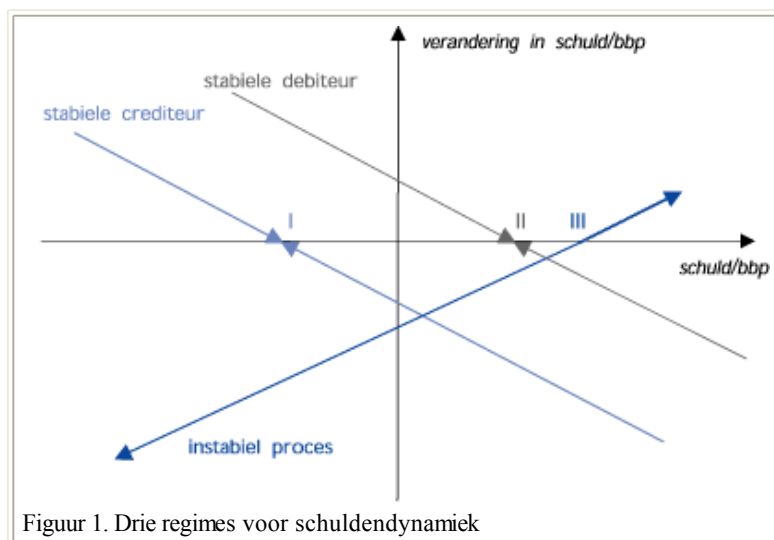 verandering in schuld/bbp
stabiele debiteur
stabiele crediteur
I
II
III
schuld/bbp
instabiel proces
Figuur 1. Drie regimes voor schuldendynamiek